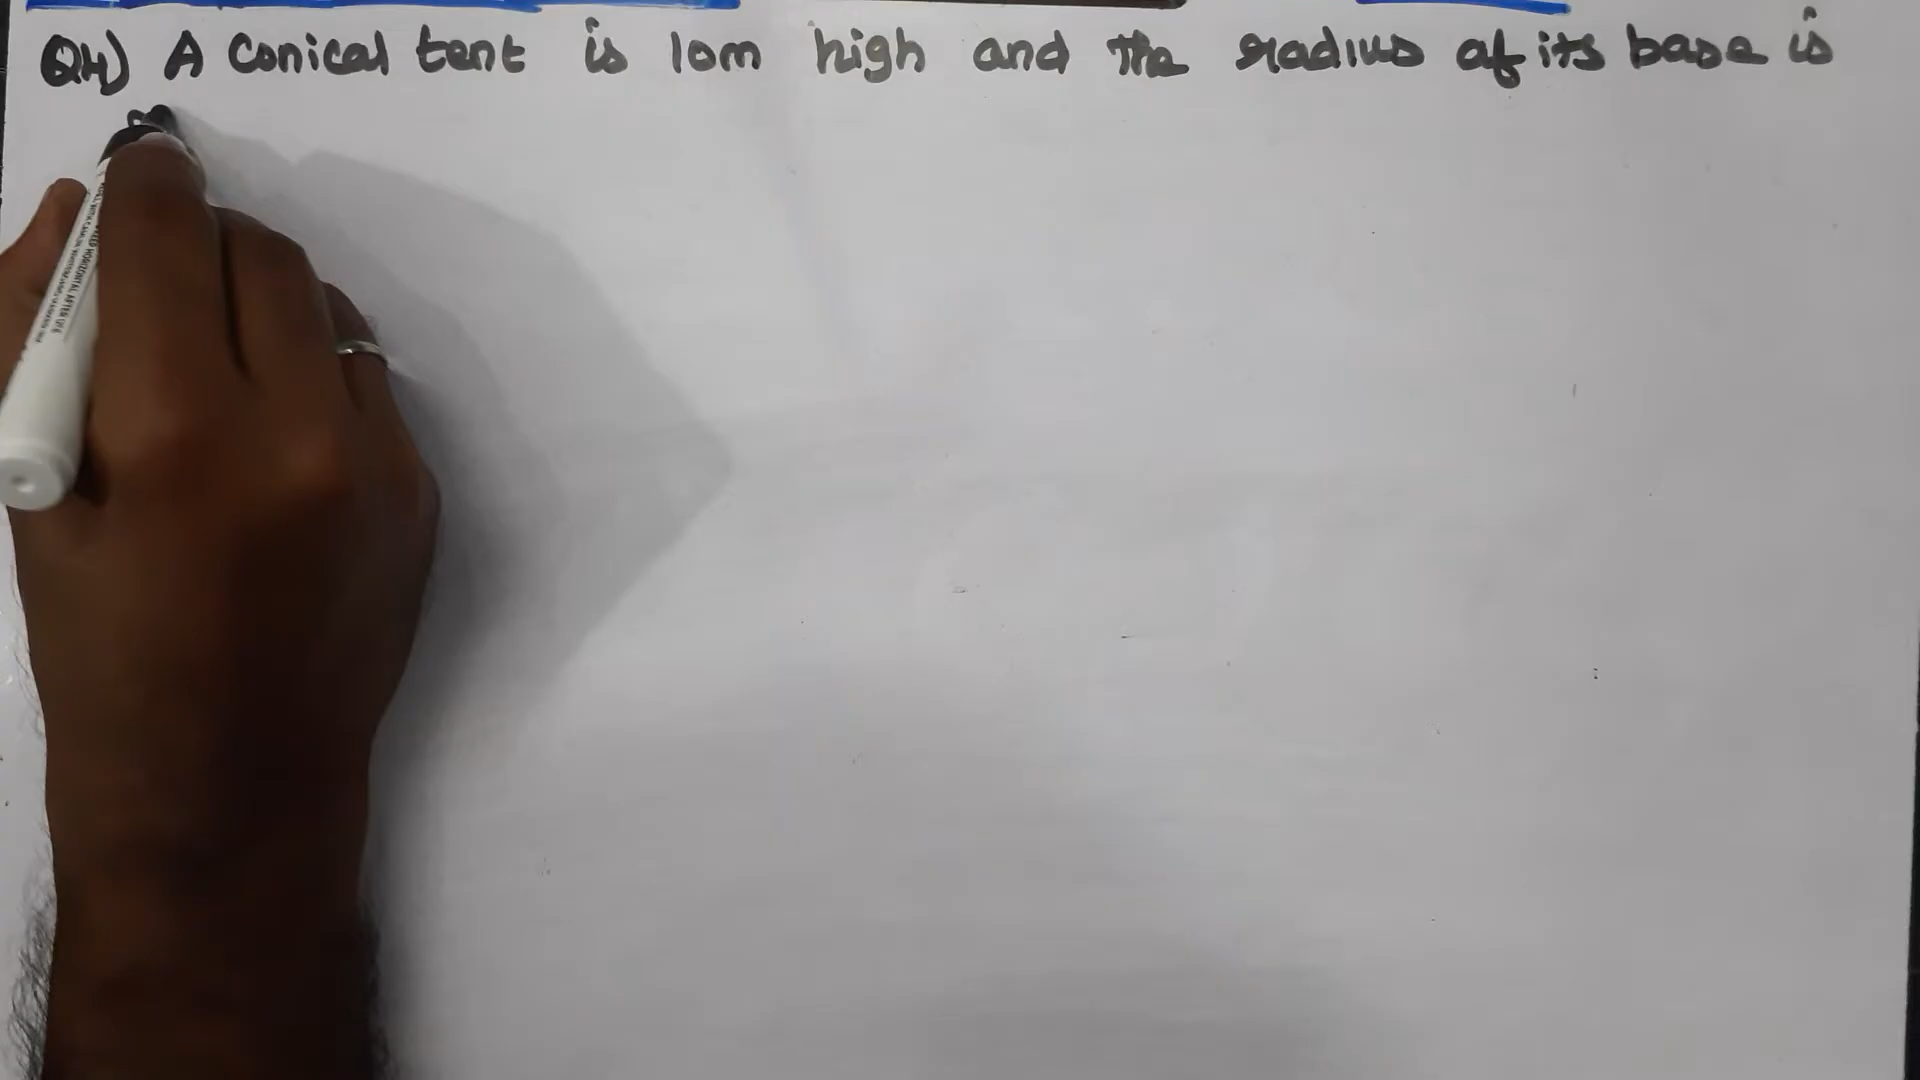 Q4) A Conical tent is 10m high and the radius of its base is